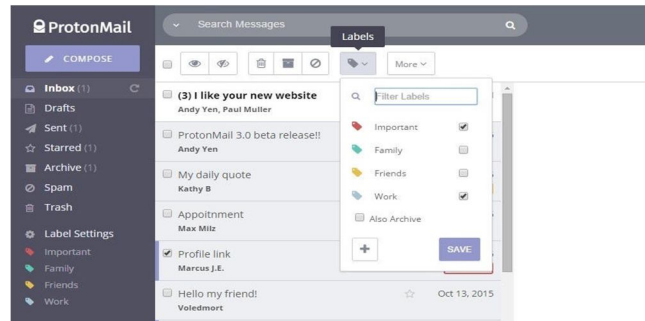 ProtonMail
Search Messages
Labels
COMPOSE
More
Inbox (1)
Drafts
Sent (1)
Starred (1)
Archive (1)
Spam
Trash
Label Settings
Important
Family
Friends
Work
(3) I like your new website
Andy Yen, Paul Muller
ProtonMail 3.0 beta release!!
Andy Yen
My daily quote
Kathy B
Appoitnment
Max Milz
Profile link
Marcus J.E.
Hello my friend!
Oct 13, 2015
Voledmort
Filter Labels
Important
Family
Friends
Work
Also Archive
SAVE